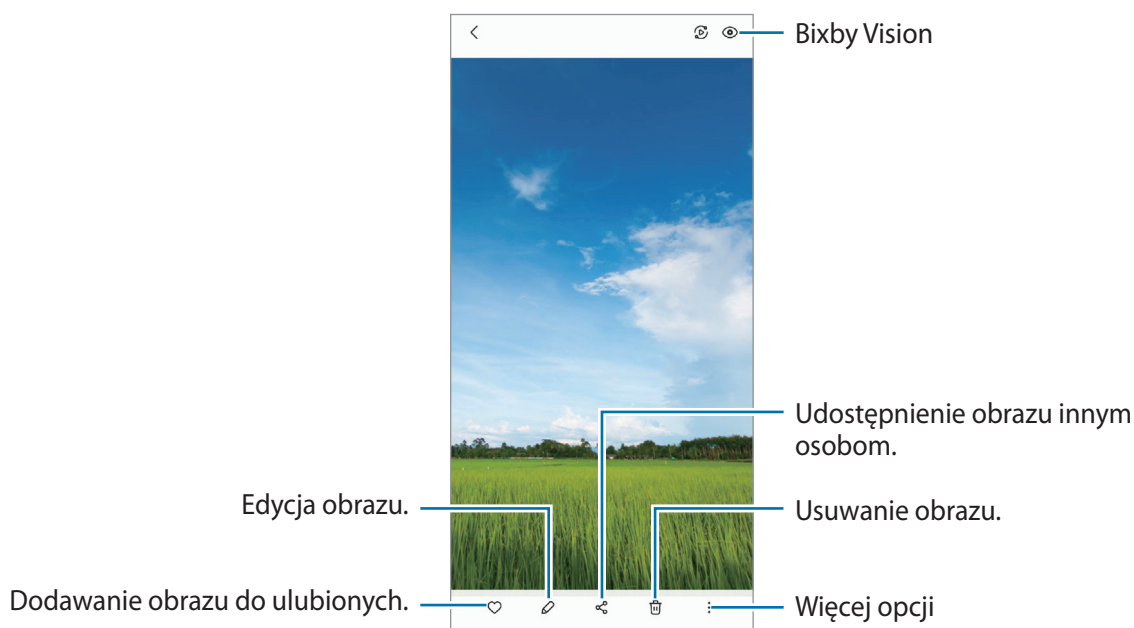 Bixby Vision
Udostępnienie obrazu innym
osobom.
Edycja obrazu.
Usuwanie obrazu.
Dodawanie obrazu do ulubionych.
Więcej opcji